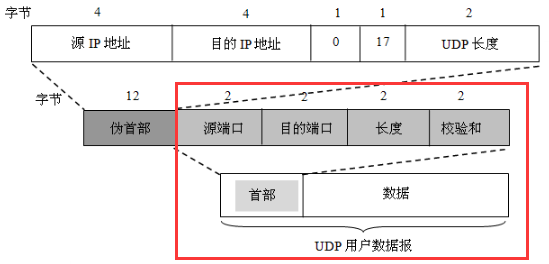 字节 4 4 1 1 2
源 IP 地址 目的 IP 地址 0 17 UDP 长度
字节 12 2 2 2 2
伪首部 源端口 目的端口 长度 校验和
首部 数据
UDP 用户数据报